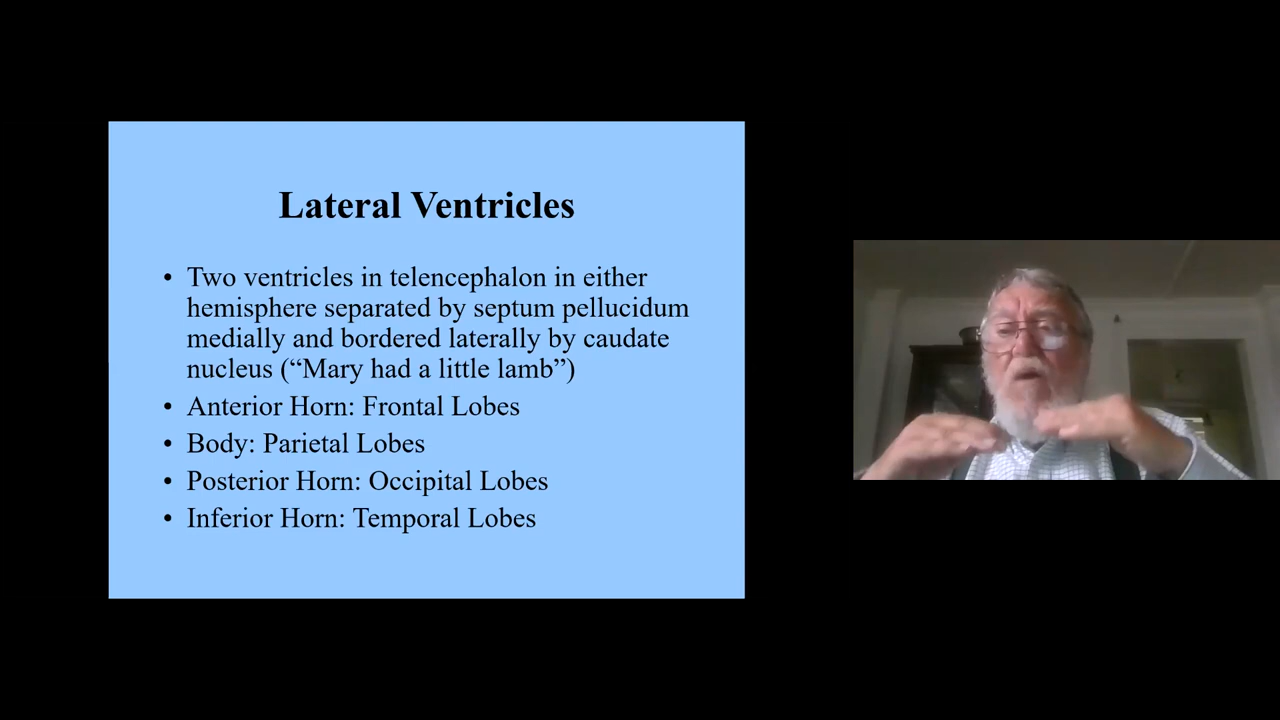 Lateral Ventricles
• Two ventricles in telencephalon in either
hemisphere separated by septum pellucidum
medially and bordered laterally by caudate
nucleus (“Mary had a little lamb”)
• Anterior Horn: Frontal Lobes
• Body: Parietal Lobes
• Posterior Horn: Occipital Lobes
• Inferior Horn: Temporal Lobes